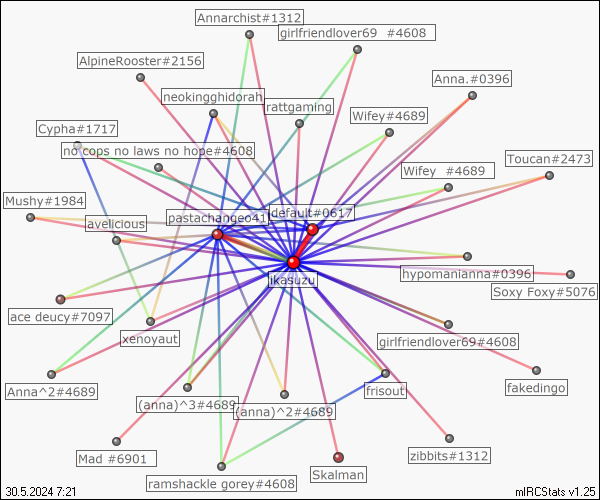 Annarchist#1312
girlfriendlover69 #4608
AlpineRooster#2156
Anna.#0396
neokingghidorah
rattgaming
Wifey#4689
Cypha#1717
no cops no laws no hope#4608
Toucan#2473
Wifey #4689
Mushy#1984
pastachangeo41
default#0617
avelicious
hypomanianna#0396
ikasuzu
Soxy Foxy#5076
ace deucy#7097
xenoyaut
girlfriendlover69#4608
Anna^2#4689
(anna)^3#4689
(anna)^2#4689
frisout
fakedingo
Mad #6901
zibbits#1312
ramshackle gorey#4608
Skalman
30.5.2024 7:21
mIRCStats v1.25